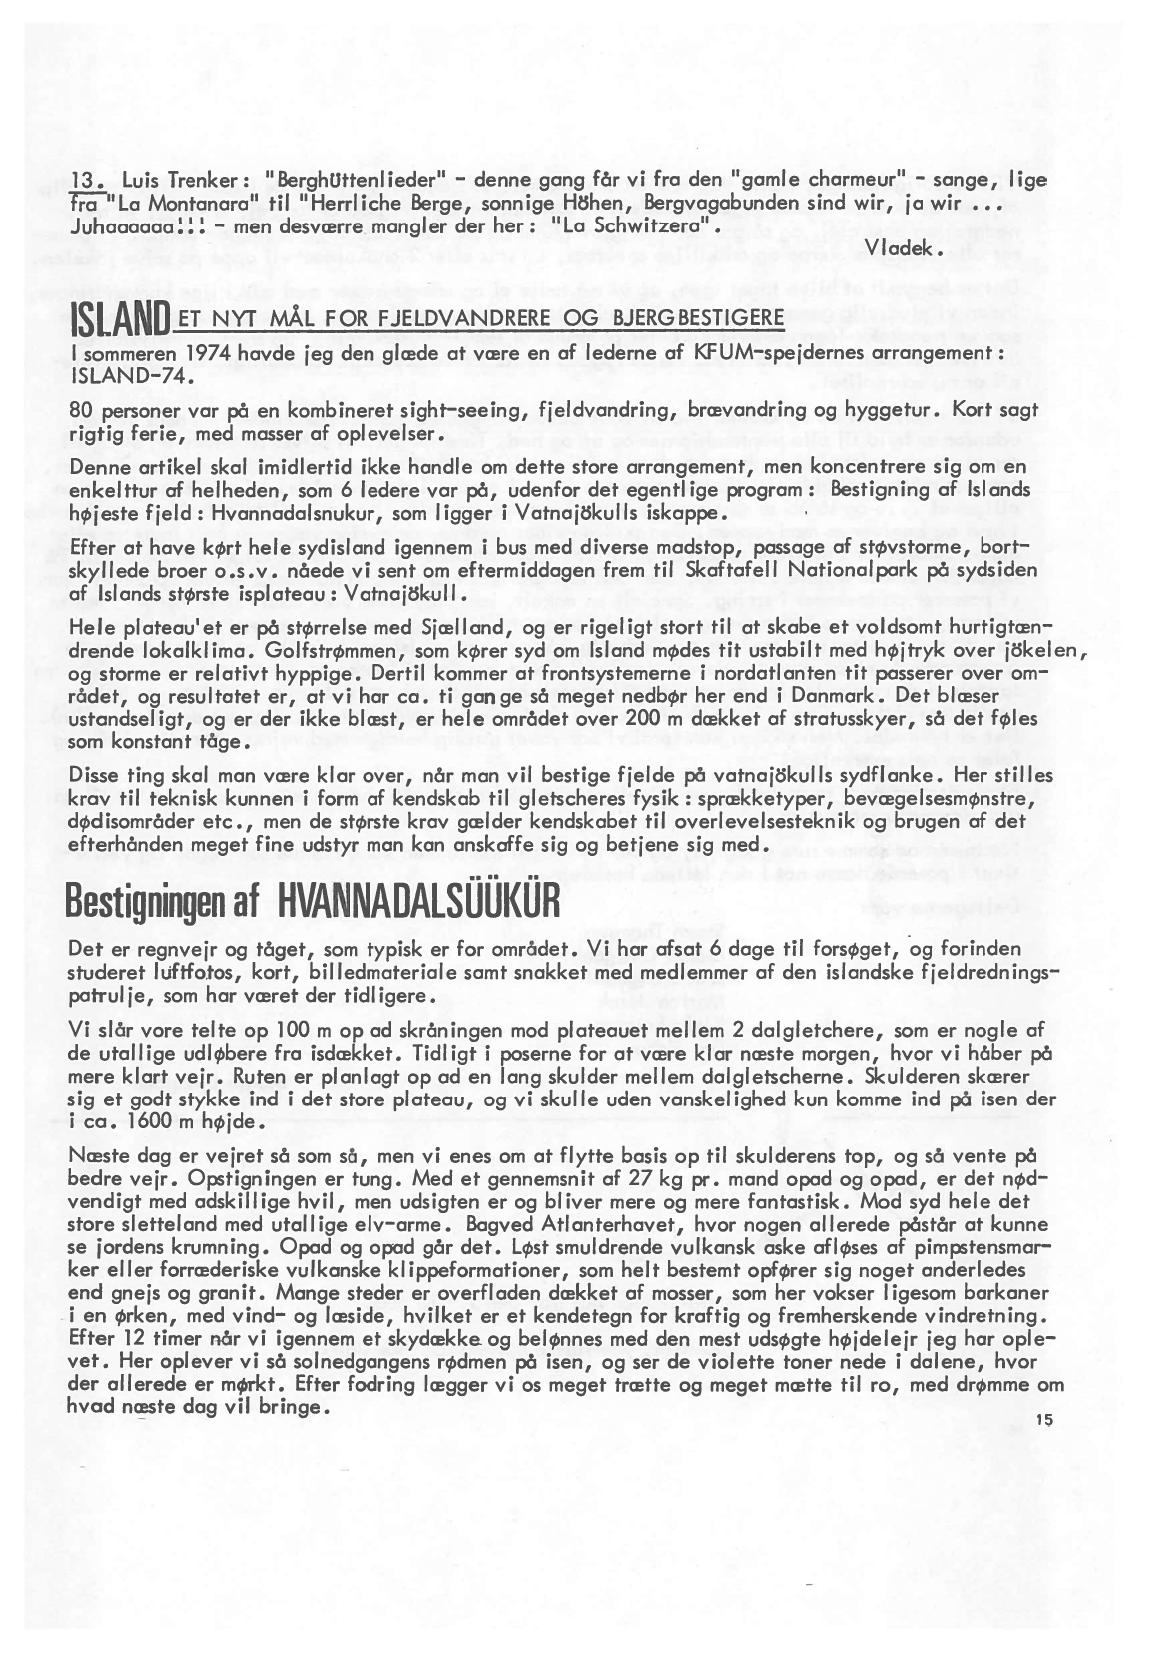 13. Luis Trenker: "BerghÜttenlieder" - denne gang får vi fra den "gamle charmeur" - sange, lige
fra "La Montanara" til "Herrliche Berge, sonnige Höhen, Bergvagabunden sind wir, ja wir ...
Juhaaaaaa!!! - men desværre mangler der her: "La Schwitzera".
Vladek.
ISLAND ET NYT MÅL FOR FJELDVANDRERE OG BJERGBESTIGERE
I sommeren 1974 havde jeg den glæde at være en af lederne af KFUM-spejdernes arrangement:
ISLAND-74.
80 personer var på en kombineret sight-seeing, fjeldvandring, brævandring og hyggetur. Kort sagt
rigtig ferie, med masser af oplevelser.
Denne artikel skal imidlertid ikke handle om dette store arrangement, men koncentrere sig om en
enkelttur af helheden, som 6 ledere var på, udenfor det egentlige program: Bestigning af Islands
højeste fjeld: Hvannadalsnukur, som ligger i Vatnajökulls iskappe.
Efter at have kørt hele sydisland igennem i bus med diverse madstop, passage af støvstorme, bort-
skyllede broer o.s.v. nåede vi sent om eftermiddagen frem til Skaftafell Nationalpark på sydsiden
af Islands største isplateau: Vatnajökull.
Hele plateau'et er på størrelse med Sjælland, og er rigeligt stort til at skabe et voldsomt hurtigtæn-
drende lokalklima. Golfstrømmen, som kører syd om Island mødes tit ustabilt med højtryk over jökelen,
og storme er relativt hyppige. Dertil kommer at frontsystemerne i nordatlanten tit passerer over om-
rådet, og resultatet er, at vi har ca. ti gange så meget nedbør her end i Danmark. Det blæser
ustandseligt, og er der ikke blæst, er hele området over 200 m dækket af stratusskyer, så det føles
som konstant tåge.
Disse ting skal man være klar over, når man vil bestige fjelde på vatnajökulls sydflanke. Her stilles
krav til teknisk kunnen i form af kendskab til gletscheres fysik: sprækketyper, bevægelsesmønstre,
dødisområder etc., men de største krav gælder kendskabet til overlevelsesteknik og brugen af det
efterhånden meget fine udstyr man kan anskaffe sig og betjene sig med.
Bestigningen af HVANNADALSÜÜKÜR
Det er regnvejr og tåget, som typisk er for området. Vi har afsat 6 dage til forsøget, og forinden
studeret luftfotos, kort, billedmateriale samt snakket med medlemmer af den islandske fjeldrednings-
patrulje, som har været der tidligere.
Vi slår vore telte op 100 m op ad skråningen mod plateauet mellem 2 dalgletchere, som er nogle af
de utallige udløbere fra isdækket. Tidligt i poserne for at være klar næste morgen, hvor vi håber på
mere klart vejr. Ruten er planlagt op ad en lang skulder mellem dalgletscherne. Skulderen skærer
sig et godt stykke ind i det store plateau, og vi skulle uden vanskelighed kun komme ind på isen der
i ca. 1600 m højde.
Næste dag er vejret så som så, men vi enes om at flytte basis op til skulderens top, og så vente på
bedre vejr. Opstigningen er tung. Med et gennemsnit af 27 kg pr. mand opad og opad, er det nød-
vendigt med adskillige hvil, men udsigten er og bliver mere og mere fantastisk. Mod syd hele det
store sletteland med utallige elv-arme. Bagved Atlanterhavet, hvor nogen allerede påstår at kunne
se jordens krumning. Opad og opad går det. Løst smuldrende vulkansk aske afløses af pimpstensmar-
ker eller forræderiske vulkanske klippeformationer, som helt bestemt opfører sig noget anderledes
end gnejs og granit. Mange steder er overfladen dækket af mosser, som her vokser ligesom barkaner
i en ørken, med vind- og læside, hvilket er et kendetegn for kraftig og fremherskende vindretning.
Efter 12 timer når vi igennem et skydække og belønnes med den mest udsøgte højdelejr jeg har ople-
vet. Her oplever vi så solnedgangens rødmen på isen, og ser de violette toner nede i dalene, hvor
der allerede er mørkt. Efter fodring lægger vi os meget trætte og meget mætte til ro, med drømme om
hvad næste dag vil bringe.
15